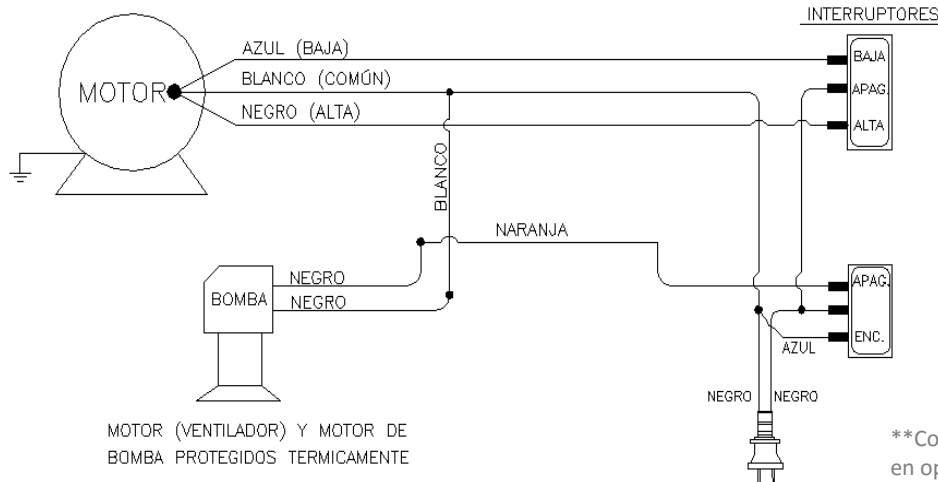 INTERRUPTORES
AZUL (BAJA)
BAJA
MOTOR
BLANCO (COMÚN)
APAG.
NEGRO (ALTA)
ALTA
BLANCO
NARANJA
NEGRO
APAG.
BOMBA
NEGRO
ENC.
AZUL
NEGRO
NEGRO
MOTOR (VENTILADOR) Y MOTOR DE
BOMBA PROTEGIDOS TERMICAMENTE
**Co
en op